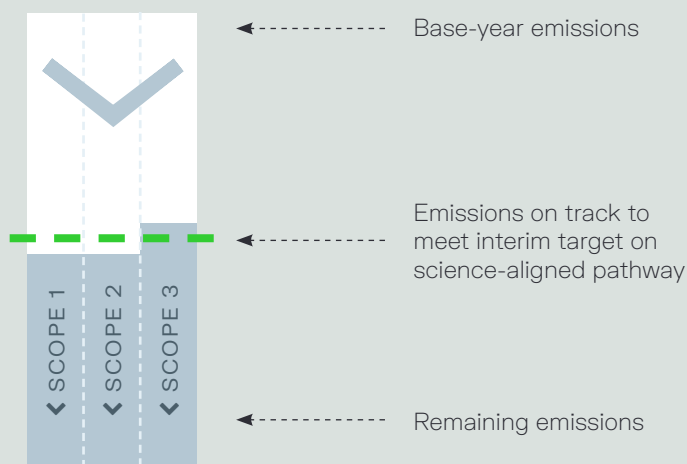 Base-year emissions
Emissions on track to
meet interim target on
science-aligned pathway
SCOPE 1
SCOPE 2
SCOPE 3
Remaining emissions